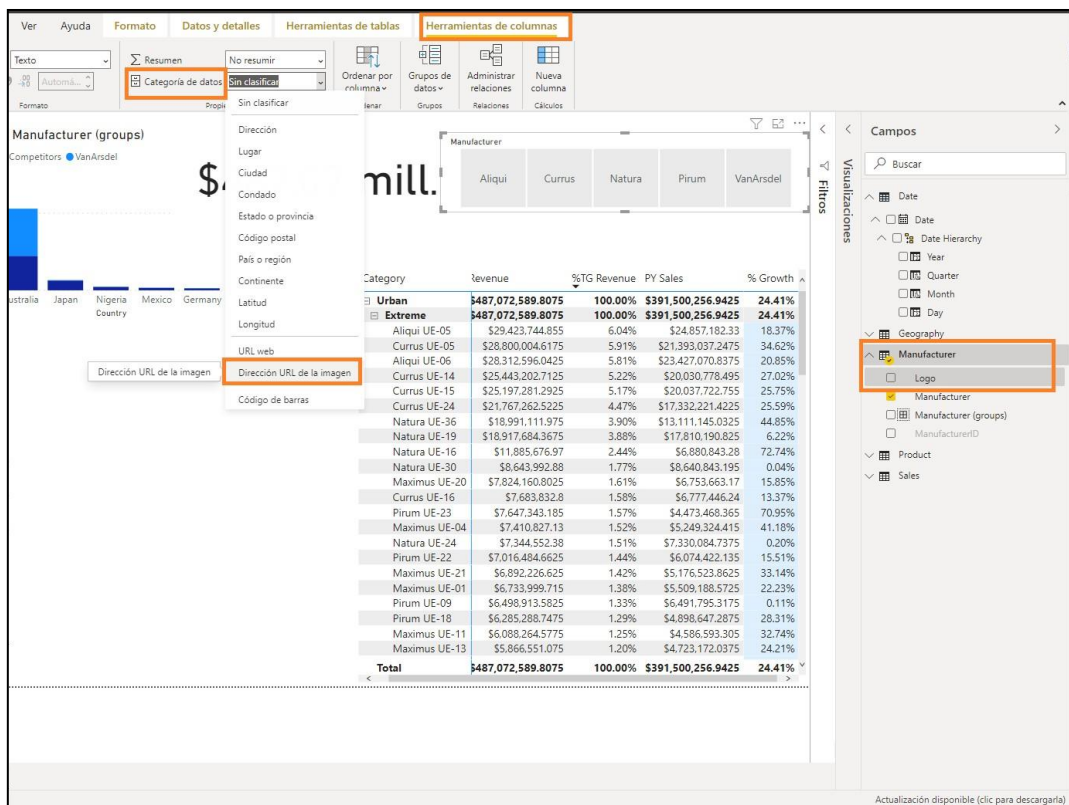 Ver Ayuda Formato Datos y detalles Herramientas de tablas Herramientas de columnas
Texto
Automá...
Formato
Resumen No resumir
Categoría de datos Sin clasificar
Ordenar por
columna
Grupos de
datos
Grupos
Administrar
relaciones
Relaciones
Nueva
columna
Cálculos
Sin clasificar
Dirección
Lugar
Ciudad
Condado
Estado o provincia
Código postal
País o región
Continente
Latitud
Longitud
URL web
Dirección URL de la imagen
Código de barras
Dirección URL de la imagen
Manufacturer (groups)
Competitors VanArsdel
Japan Nigeria Mexico Germany
Country
mill.
Manufacturer
Aliqui Currus Natura Pirum VanArsdel
Category Revenue %TG Revenue PY Sales % Growth
Urban $487,072,589.8075 100.00% $391,500,256.9425 24.41%
Extreme $487,072,589.8075 100.00% $391,500,256.9425 24.41%
Aliqui UE-05 $29,423,744.855 6.04% $24,857,182.33 18.37%
Currus UE-05 $28,800,004.6175 5.91% $21,393,037.2475 34.62%
Aliqui UE-06 $28,312,596.0425 5.81% $23,427,070.8375 20.85%
Currus UE-14 $25,443,202.7125 5.22% $20,030,778.495 27.02%
Currus UE-15 $25,197,281.2925 5.17% $20,037,722.755 25.75%
Currus UE-24 $21,767,262.5225 4.47% $17,332,221.4225 25.59%
Natura UE-36 $18,991,111.975 3.90% $13,111,145.0325 44.85%
Natura UE-19 $18,917,684.3675 3.88% $17,810,190.825 6.22%
Natura UE-16 $11,885,676.97 2.44% $6,880,843.28 72.74%
Natura UE-30 $8,643,992.88 1.77% $8,640,843.195 0.04%
Maximus UE-20 $7,824,160.8025 1.61% $6,753,663.17 15.85%
Currus UE-16 $7,683,832.8 1.58% $6,777,446.24 13.37%
Pirum UE-23 $7,647,343.185 1.57% $4,473,468.365 70.95%
Maximus UE-04 $7,410,827.13 1.52% $5,249,324.415 41.18%
Natura UE-24 $7,344,552.38 1.51% $7,330,084.7375 0.20%
Pirum UE-22 $7,016,484.6625 1.44% $6,074,422.135 15.51%
Maximus UE-21 $6,892,226.625 1.42% $5,176,523.8625 33.14%
Maximus UE-01 $6,733,999.715 1.38% $5,509,188.5725 22.23%
Pirum UE-09 $6,498,913.5825 1.33% $6,491,795.3175 0.11%
Pirum UE-18 $6,285,288.7475 1.29% $4,898,647.2875 28.31%
Maximus UE-11 $6,088,264.5775 1.25% $4,586,593.305 32.74%
Maximus UE-13 $5,866,551.075 1.20% $4,723,172.0375 24.21%
Total $487,072,589.8075 100.00% $391,500,256.9425 24.41%
Filtros
Visualizaciones
Campos
Buscar
Date
Date
Date Hierarchy
Year
Quarter
Month
Day
Geography
Manufacturer
Logo
Manufacturer
Manufacturer (groups)
ManufacturerID
Product
Sales
Actualización disponible (clic para descargarla)